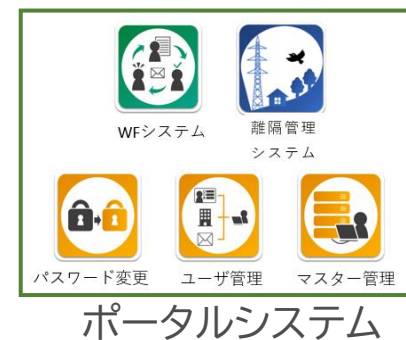 WFシステム
離隔管理
システム
パスワード変更
ユーザ管理
マスター管理
ポータルシステム